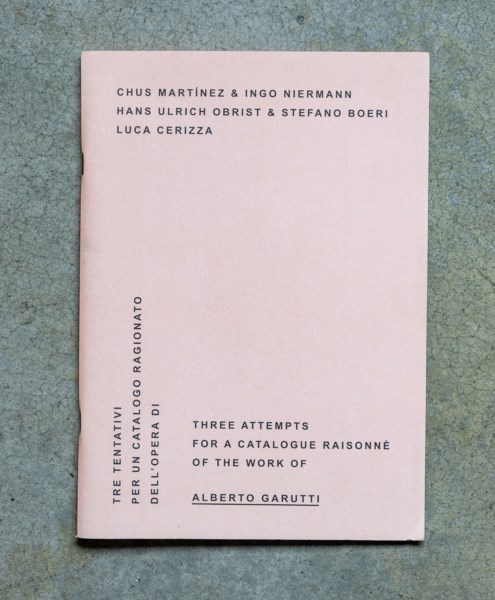 CHUS MARTÍNEZ & INGO NIERMANN
HANS ULRICH OBRIST & STEFANO BOERI
LUCA CERIZZA
TRE TENTATIVI
PER UN CATALOGO RAGIONATO
DELL'OPERA DI
THREE ATTEMPTS
FOR A CATALOGUE RAISONNÈ
OF THE WORK OF
ALBERTO GARUTTI